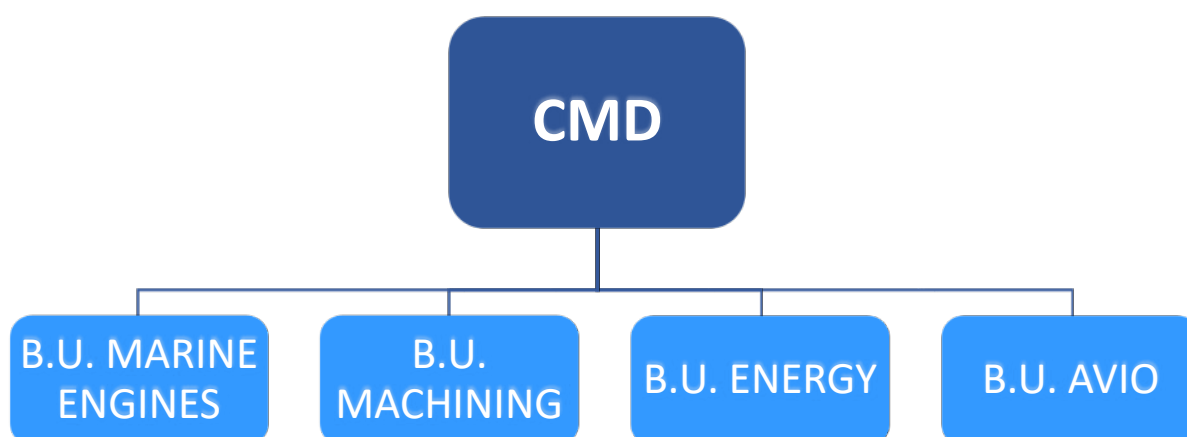 CMD
B.U. MARINE
ENGINES
B.U.
MACHINING
B.U. ENERGY
B.U. AVIO